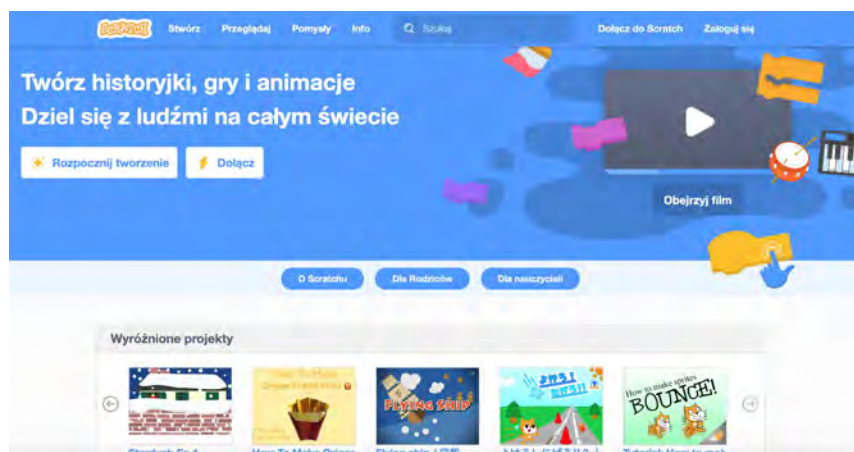 SCRATCH Stwórz Przeglądaj Pomysły Info Szukaj Dołącz do Scratch Zaloguj się
Twórz historyjki, gry i animacje
Dziel się z ludźmi na całym świecie
Rozpocznij tworzenie Dołącz
Obejrzyj film
O Scratchu Dla Rodziców Dla nauczycieli
Wyróżnione projekty
FLYING SHIP
How to make sprites
BOUNCE!